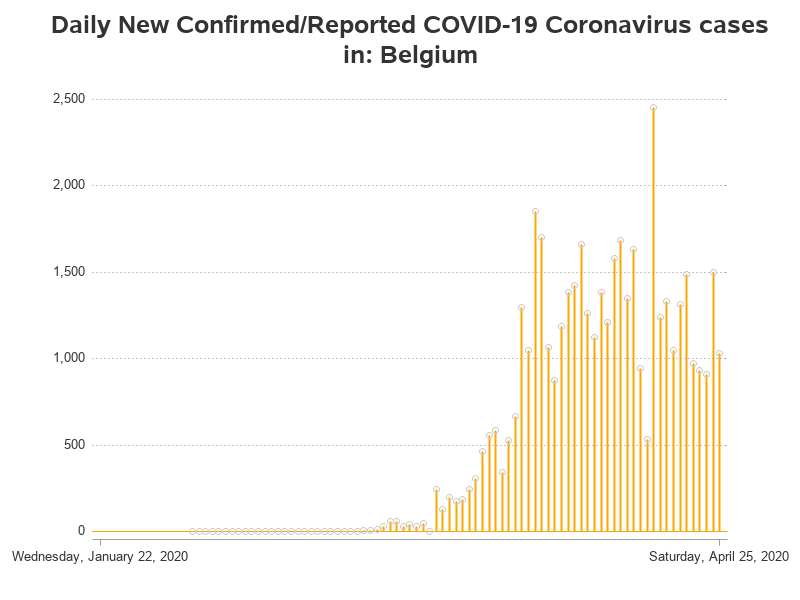 Daily New Confirmed/Reported COVID-19 Coronavirus cases
in: Belgium
2,500
2,000
1,500
1,000
500
0
Wednesday, January 22, 2020
Saturday, April 25, 2020